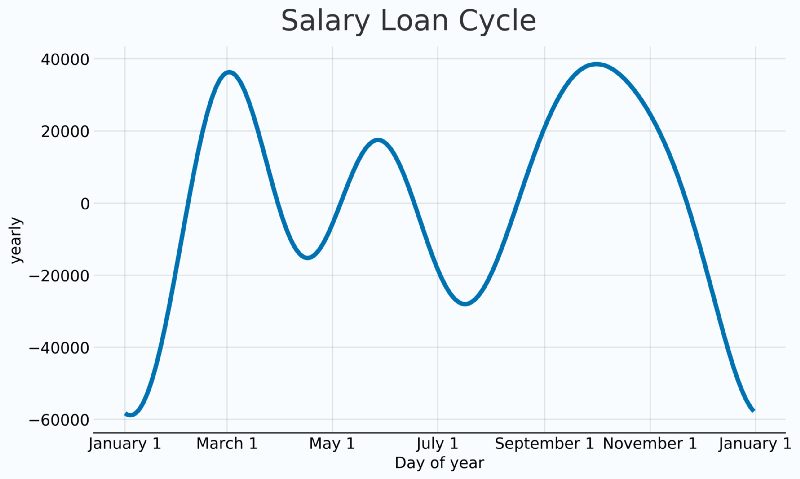 Salary Loan Cycle
40000
20000
0
−20000
−40000
−60000
yearly
January 1 March 1 May 1 July 1 September 1 November 1 January 1
Day of year